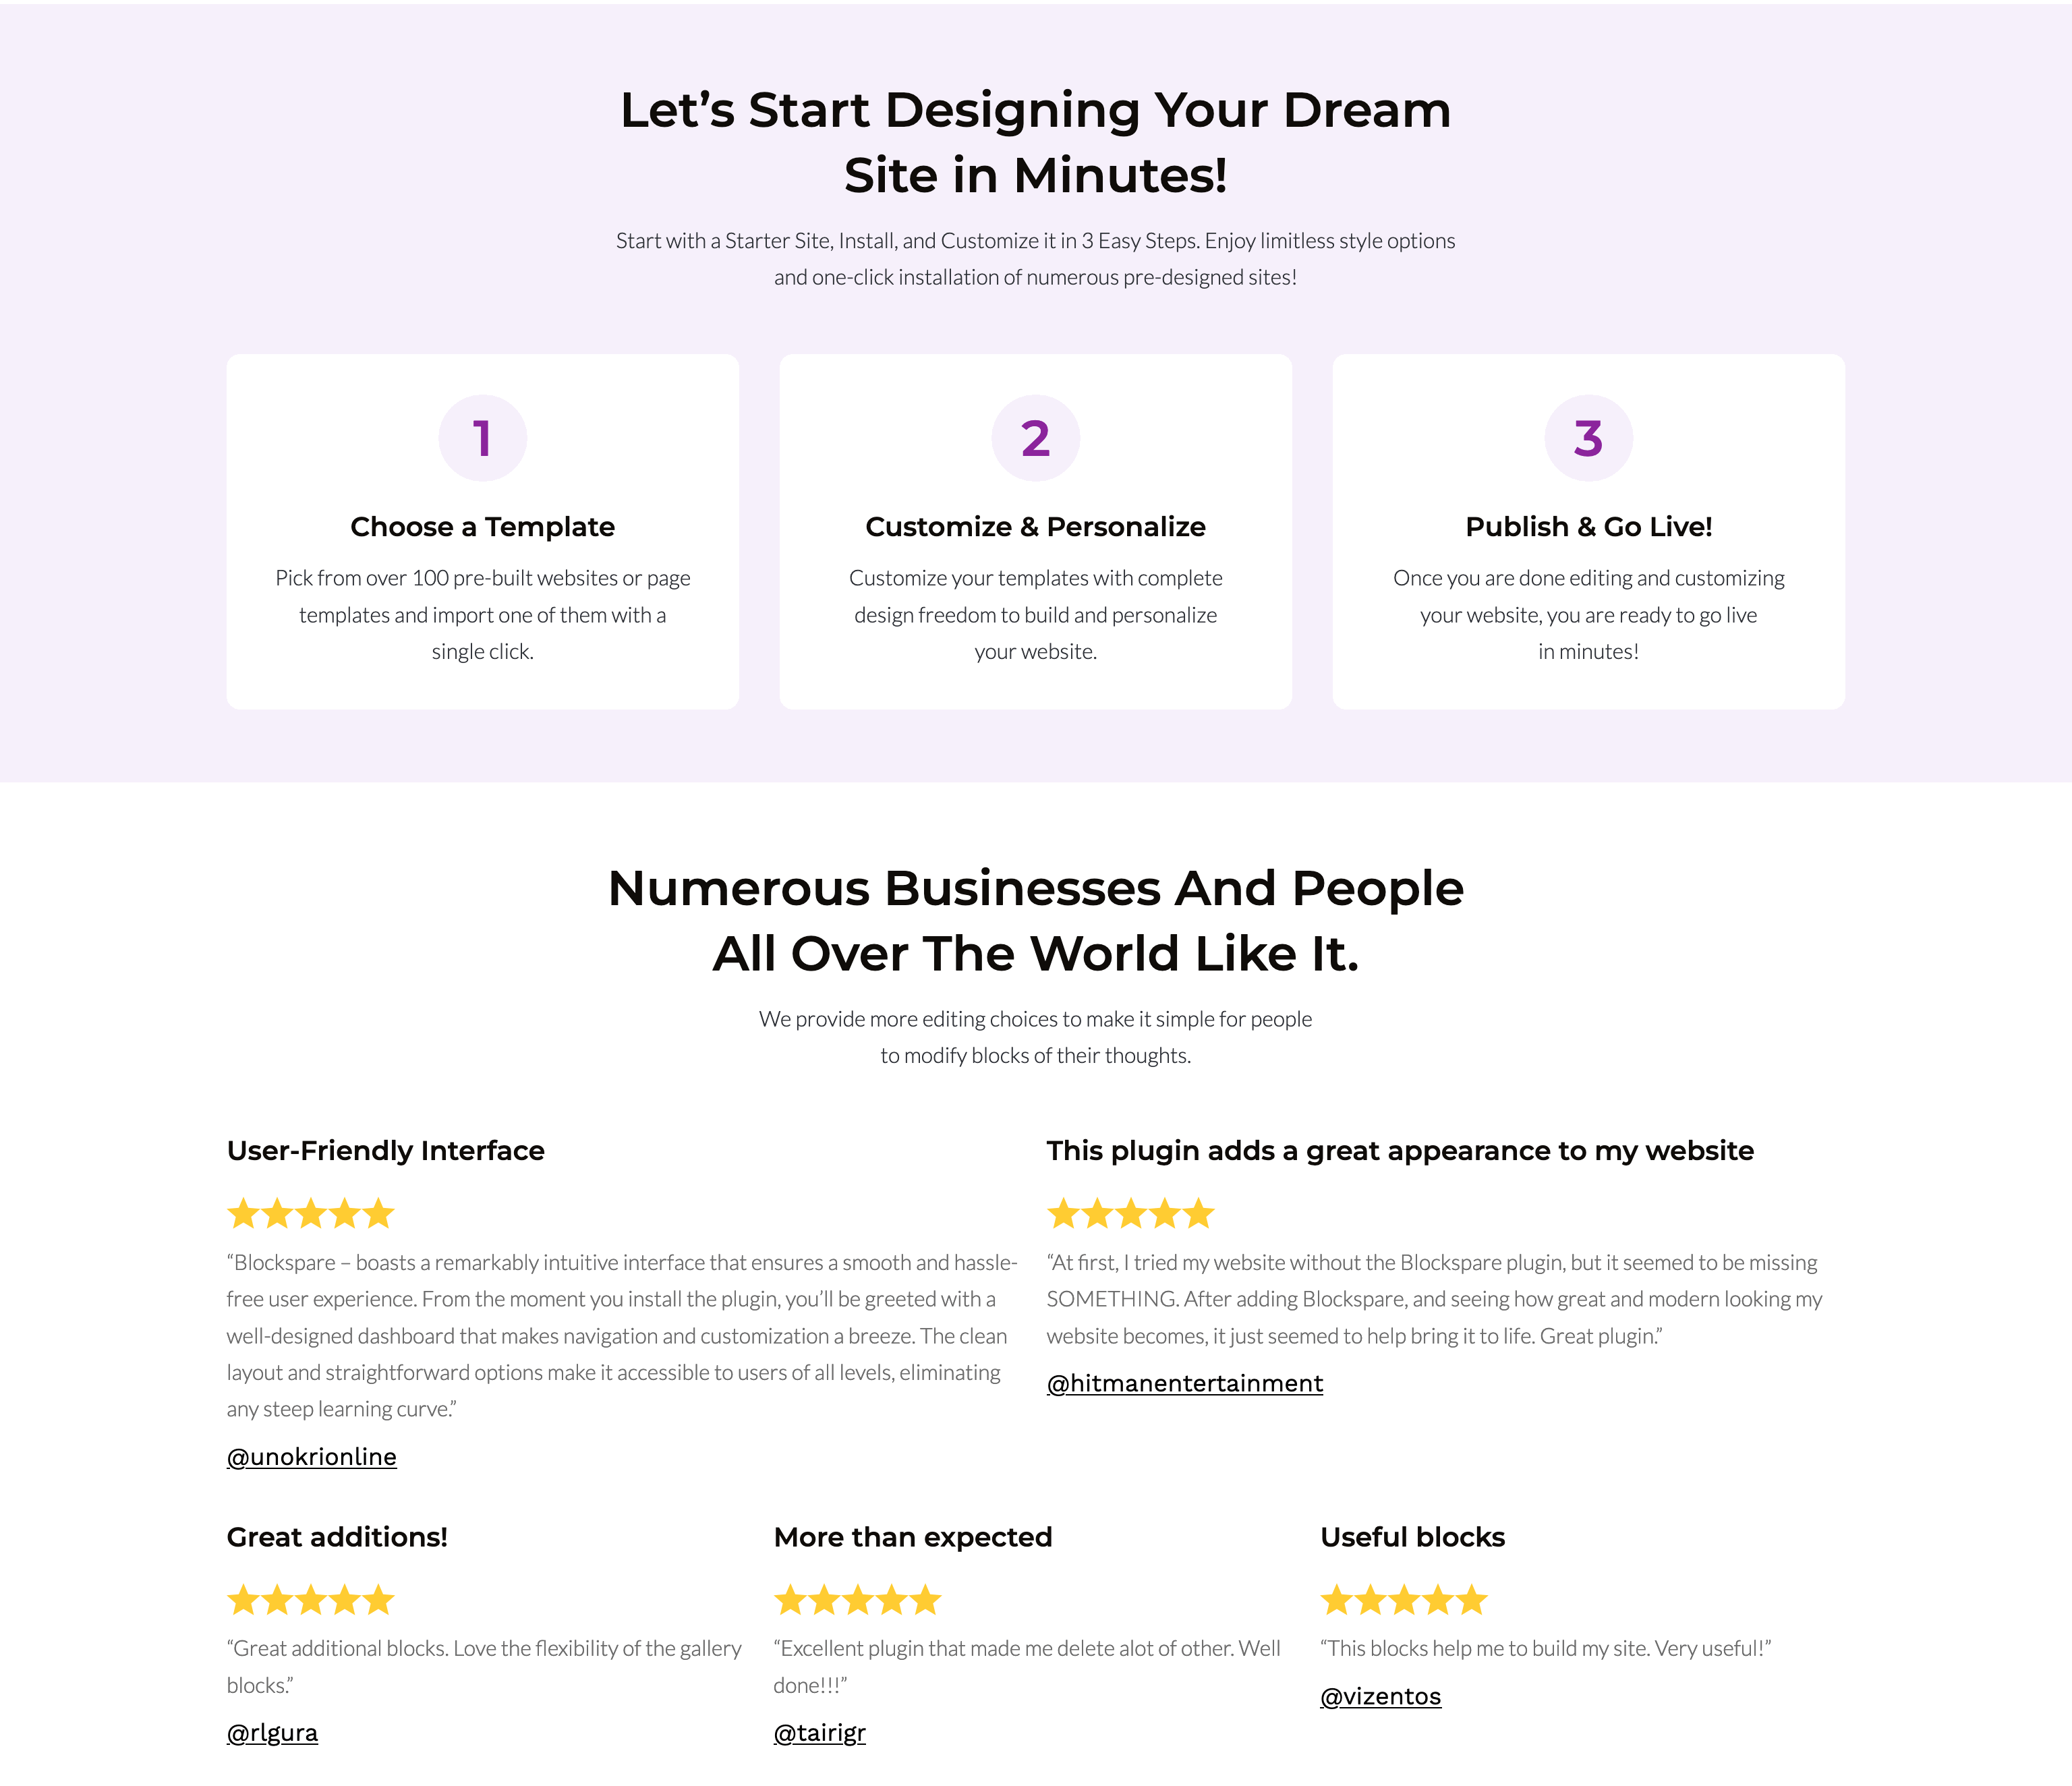 Let’s Start Designing Your Dream
Site in Minutes!
Start with a Starter Site, Install, and Customize it in 3 Easy Steps. Enjoy limitless style options
and one-click installation of numerous pre-designed sites!
1
Choose a Template
Pick from over 100 pre-built websites or page
templates and import one of them with a
single click.
2
Customize & Personalize
Customize your templates with complete
design freedom to build and personalize
your website.
3
Publish & Go Live!
Once you are done editing and customizing
your website, you are ready to go live
in minutes!
Numerous Businesses And People
All Over The World Like It.
We provide more editing choices to make it simple for people
to modify blocks of their thoughts.
User-Friendly Interface
“Blockspare – boasts a remarkably intuitive interface that ensures a smooth and hassle-
free user experience. From the moment you install the plugin, you’ll be greeted with a
well-designed dashboard that makes navigation and customization a breeze. The clean
layout and straightforward options make it accessible to users of all levels, eliminating
any steep learning curve.”
@unokrionline
This plugin adds a great appearance to my website
“At first, I tried my website without the Blockspare plugin, but it seemed to be missing
SOMETHING. After adding Blockspare, and seeing how great and modern looking my
website becomes, it just seemed to help bring it to life. Great plugin.”
@hitmanentertainment
Great additions!
“Great additional blocks. Love the flexibility of the gallery
blocks.”
@rlgura
More than expected
“Excellent plugin that made me delete alot of other. Well
done!!!”
@tairigr
Useful blocks
“This blocks help me to build my site. Very useful!”
@vizentos